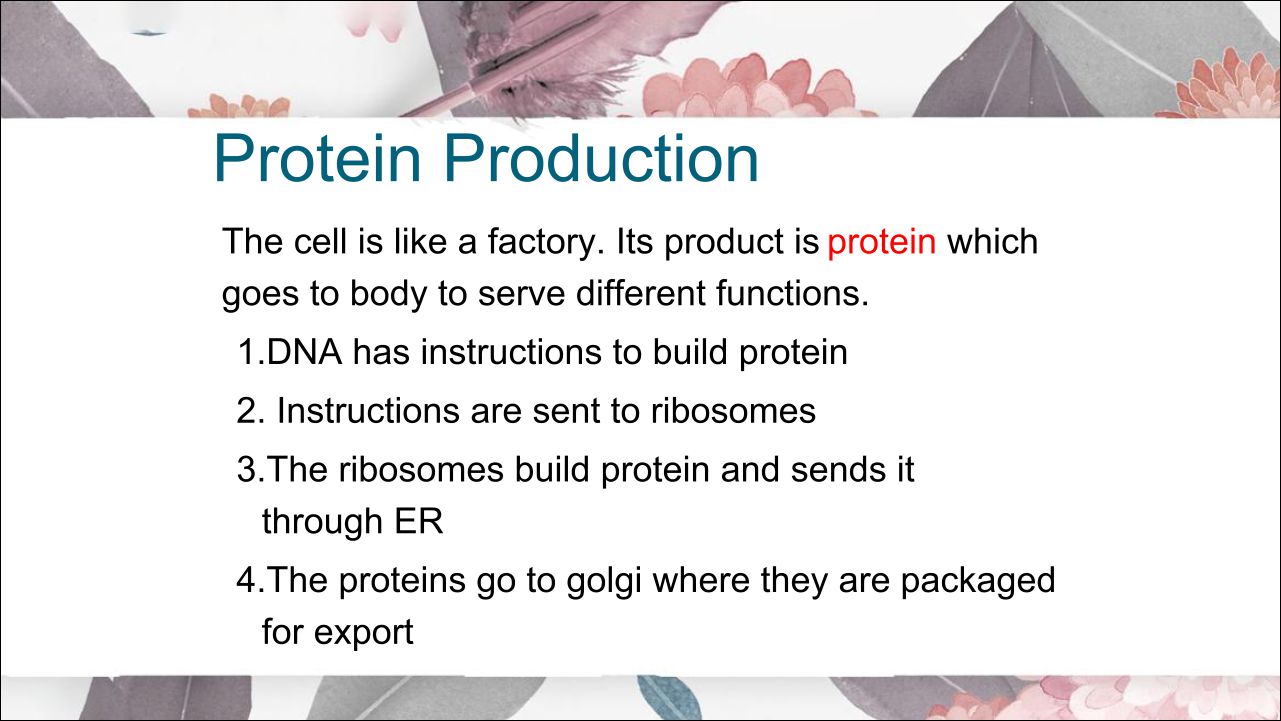 Protein Production
The cell is like a factory. Its product is protein which
goes to body to serve different functions.
1.DNA has instructions to build protein
2. Instructions are sent to ribosomes
3.The ribosomes build protein and sends it
through ER
4.The proteins go to golgi where they are packaged
for export